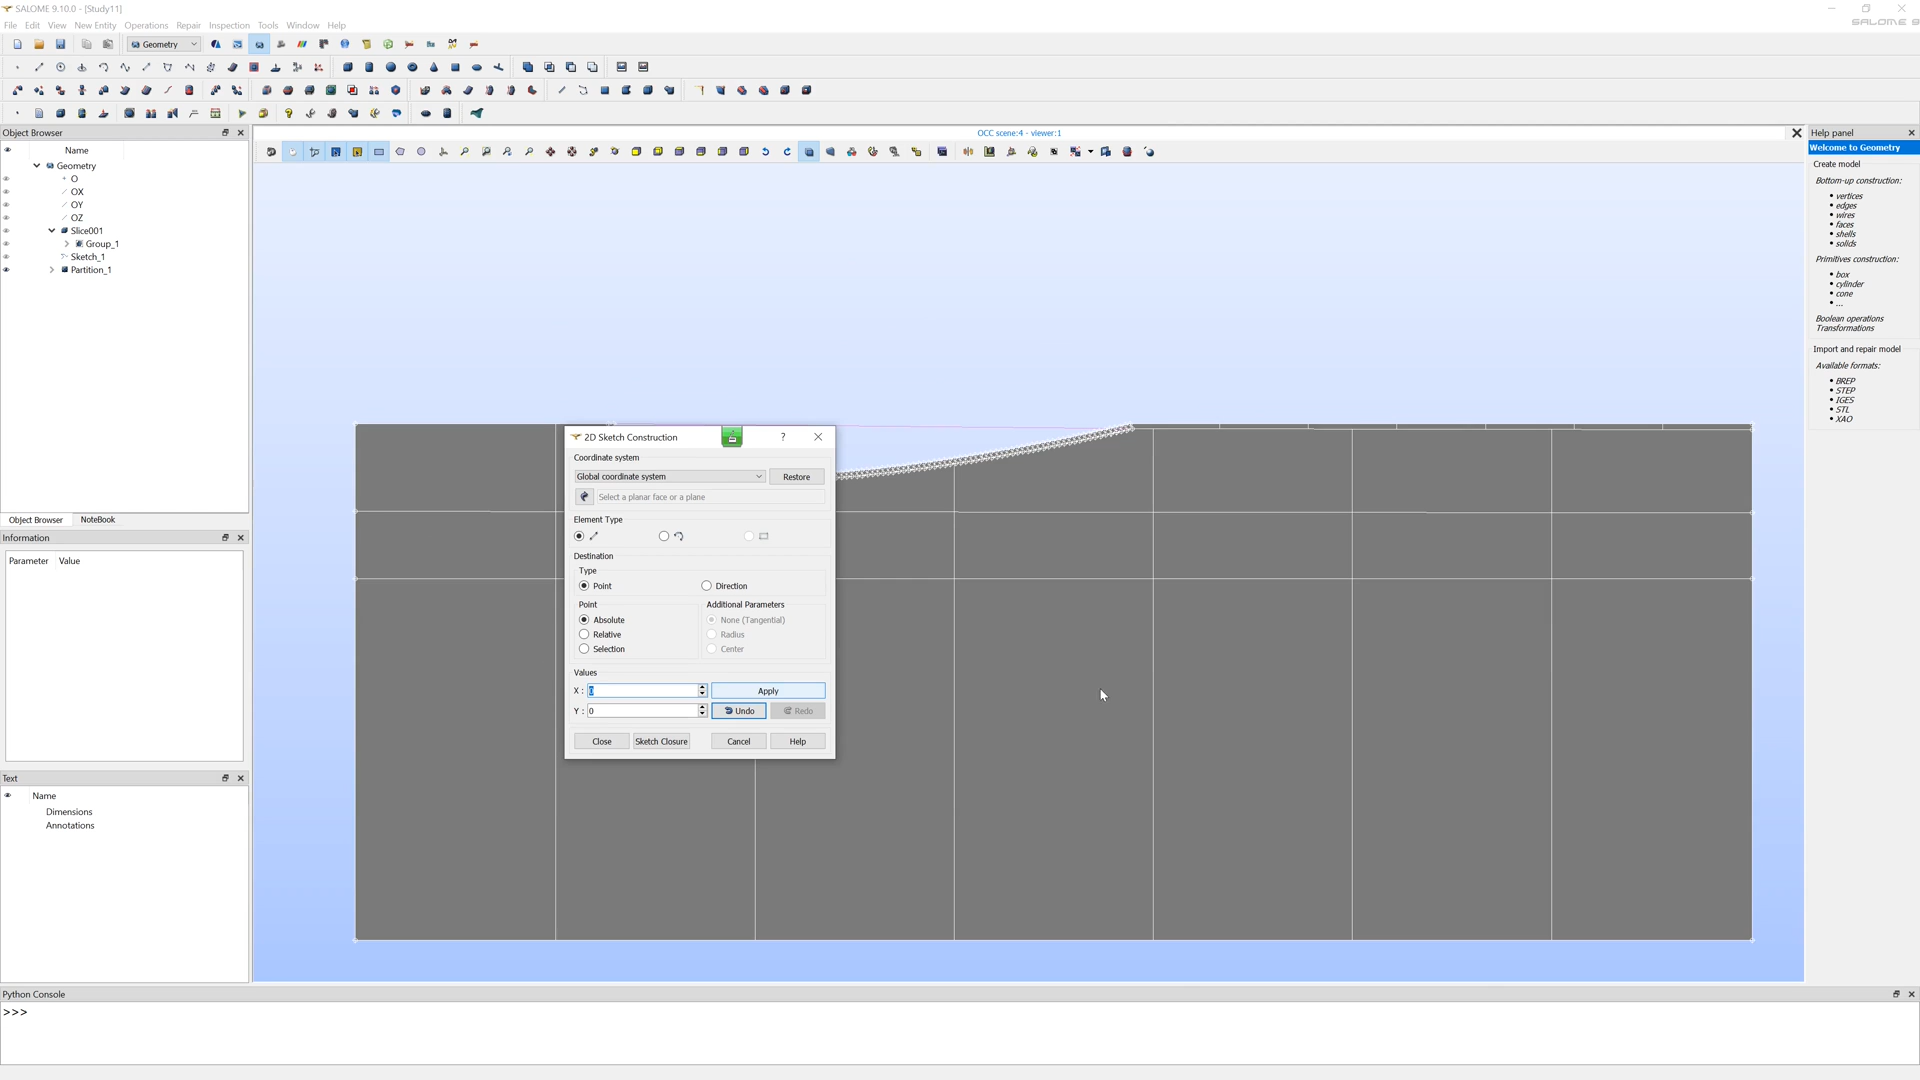 SALOME 9.10.0 - [Study11]
File Edit View New Entity Operations Repair Inspection Tools Window Help
SALOME 9
Geometry
Object Browser
OCC scene:4 - viewer:1
Help panel
Name
Welcome to Geometry
Geometry
Create model
O
Bottom-up construction:
OX
• vertices
OY
• edges
OZ
• wires
Slice001
• faces
Group_1
• shells
Sketch_1
• solids
Partition_1
Primitives construction:
• box
• cylinder
• cone
• ...
Boolean operations
Transformations
Import and repair model
Available formats:
• BREP
• STEP
• IGES
• STL
• XAO
2D Sketch Construction
?
Coordinate system
Global coordinate system
Restore
Select a planar face or a plane
Element Type
Destination
Type
Point Direction
Point Additional Parameters
Absolute None (Tangential)
Relative Radius
Selection Center
Values
X : 0 Apply
Y : 0 Undo Redo
Close Sketch Closure Cancel Help
Object Browser NoteBook
Information
Parameter Value
Text
Name
Dimensions
Annotations
Python Console
>>>